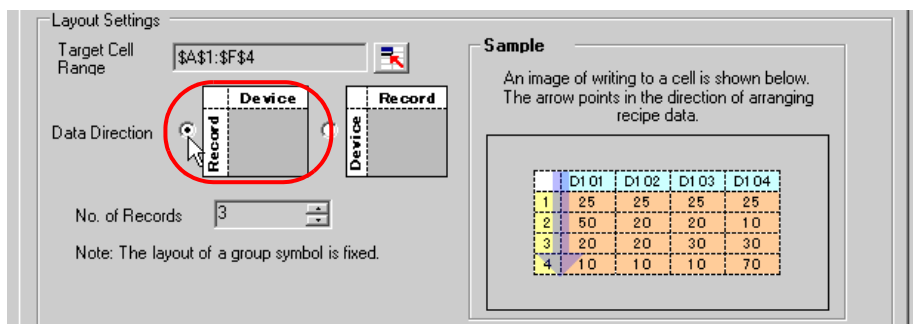 Layout Settings
Target Cell
Range
$A$1:$F$4
Data Direction
Device
Record
Record
Device
No. of Records
3
Note: The layout of a group symbol is fixed.
Sample
An image of writing to a cell is shown below.
The arrow points in the direction of arranging
recipe data.
D101 D102 D103 D104
1 25 25 25 25
2 50 20 20 10
3 20 20 30 30
4 10 10 10 70